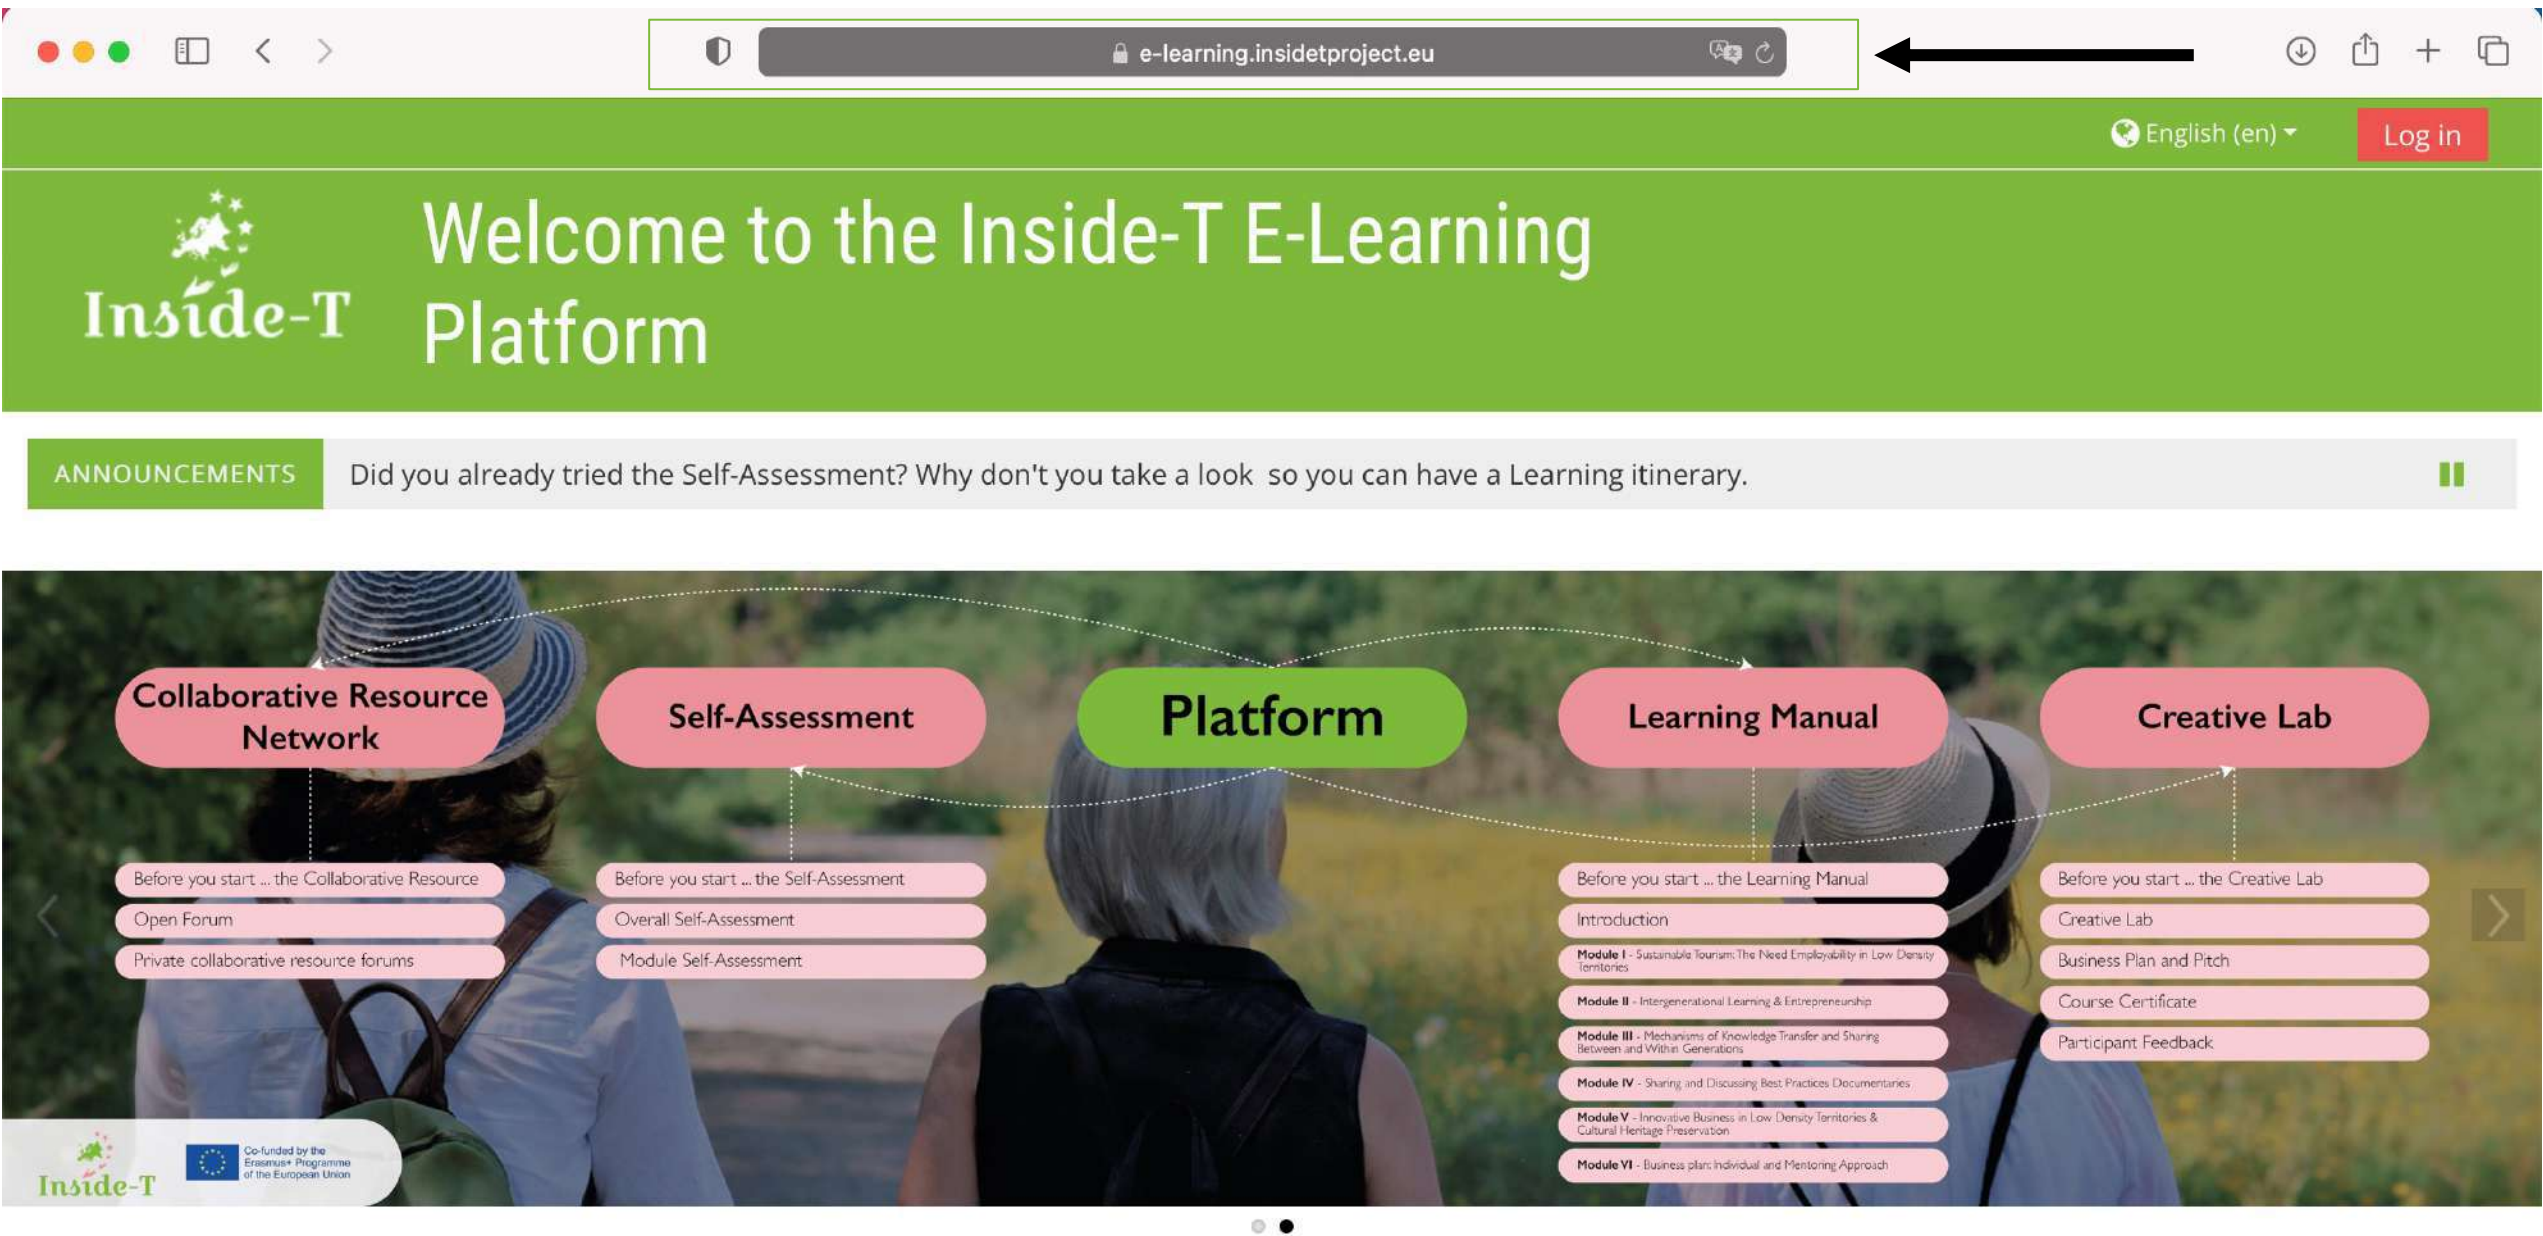 e-learning.insidetproject.eu
English (en)
Log in
Inside-T
Welcome to the Inside-T E-Learning
Platform
ANNOUNCEMENTS
Did you already tried the Self-Assessment? Why don't you take a look so you can have a Learning itinerary.
Collaborative Resource
Network
Before you start ... the Collaborative Resource
Open Forum
Private collaborative resource forums
Self-Assessment
Before you start ... the Self-Assessment
Overall Self-Assessment
Module Self-Assessment
Platform
Learning Manual
Before you start ... the Learning Manual
Introduction
Module I - Sustainable Tourism: The Need Employability in Low Density
Territories
Module II - Intergenerational Learning & Entrepreneurship
Module III - Mechanisms of Knowledge Transfer and Sharing
Between and Within Generations
Module IV - Sharing and Discussing Best Practices Documentaries
Module V - Innovative Business in Low Density Territories &
Cultural Heritage Preservation
Module VI - Business plan: Individual and Mentoring Approach
Creative Lab
Before you start ... the Creative Lab
Creative Lab
Business Plan and Pitch
Course Certificate
Participant Feedback
Inside-T
Co-funded by the
Erasmus+ Programme
of the European Union